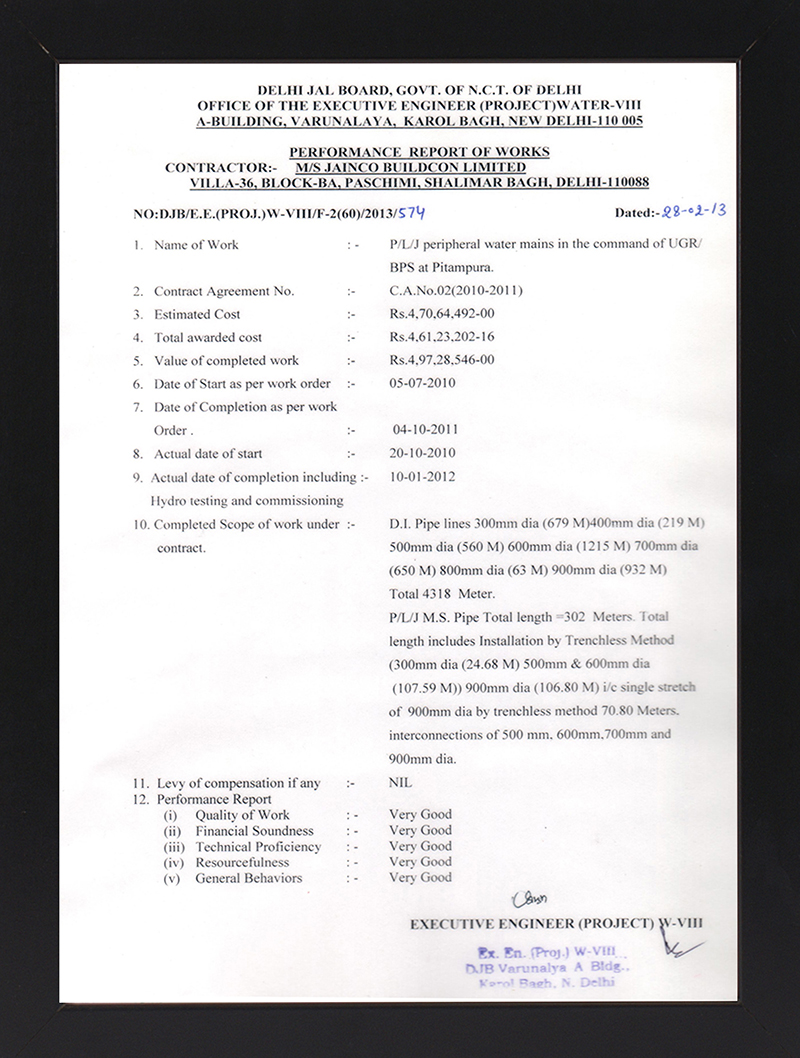 DELHI JAL BOARD, GOVT. OF N.C.T. OF DELHI
OFFICE OF THE EXECUTIVE ENGINEER (PROJECT)WATER-VIII
A-BUILDING, VARUNALAYA, KAROL BAGH, NEW DELHI-110 005
PERFORMANCE REPORT OF WORKS
CONTRACTOR:- M/S JAINCO BUILDCON LIMITED
VILLA-36, BLOCK-BA, PASCHIMI, SHALIMAR BAGH, DELHI-110088
NO:DJB/E.E.(PROJ.)W-VIII/F-2(60)/2013/574 Dated:-28-02-13
1. Name of Work :- P/L/J peripheral water mains in the command of UGR/
BPS at Pitampura.
2. Contract Agreement No. :- C.A.No.02(2010-2011)
3. Estimated Cost :- Rs.4,70,64,492-00
4. Total awarded cost :- Rs.4,61,23,202-16
5. Value of completed work :- Rs.4,97,28,546-00
6. Date of Start as per work order :- 05-07-2010
7. Date of Completion as per work
Order . :- 04-10-2011
8. Actual date of start :- 20-10-2010
9. Actual date of completion including :- 10-01-2012
Hydro testing and commissioning
10. Completed Scope of work under :- D.I. Pipe lines 300mm dia (679 M)400mm dia (219 M)
contract. 500mm dia (560 M) 600mm dia (1215 M) 700mm dia
(650 M) 800mm dia (63 M) 900mm dia (932 M)
Total 4318 Meter.
P/L/J M.S. Pipe Total length =302 Meters. Total
length includes Installation by Trenchless Method
(300mm dia (24.68 M) 500mm & 600mm dia
(107.59 M)) 900mm dia (106.80 M) i/c single stretch
of 900mm dia by trenchless method 70.80 Meters,
interconnections of 500 mm, 600mm,700mm and
900mm dia.
11. Levy of compensation if any :- NIL
12. Performance Report
(i) Quality of Work :- Very Good
(ii) Financial Soundness :- Very Good
(iii) Technical Proficiency :- Very Good
(iv) Resourcefulness :- Very Good
(v) General Behaviors :- Very Good
EXECUTIVE ENGINEER (PROJECT) W-VIII
Ex. En. (Proj.) W-VIII
DJB Varunalya A Bldg.,
Karol Bagh, N. Delhi